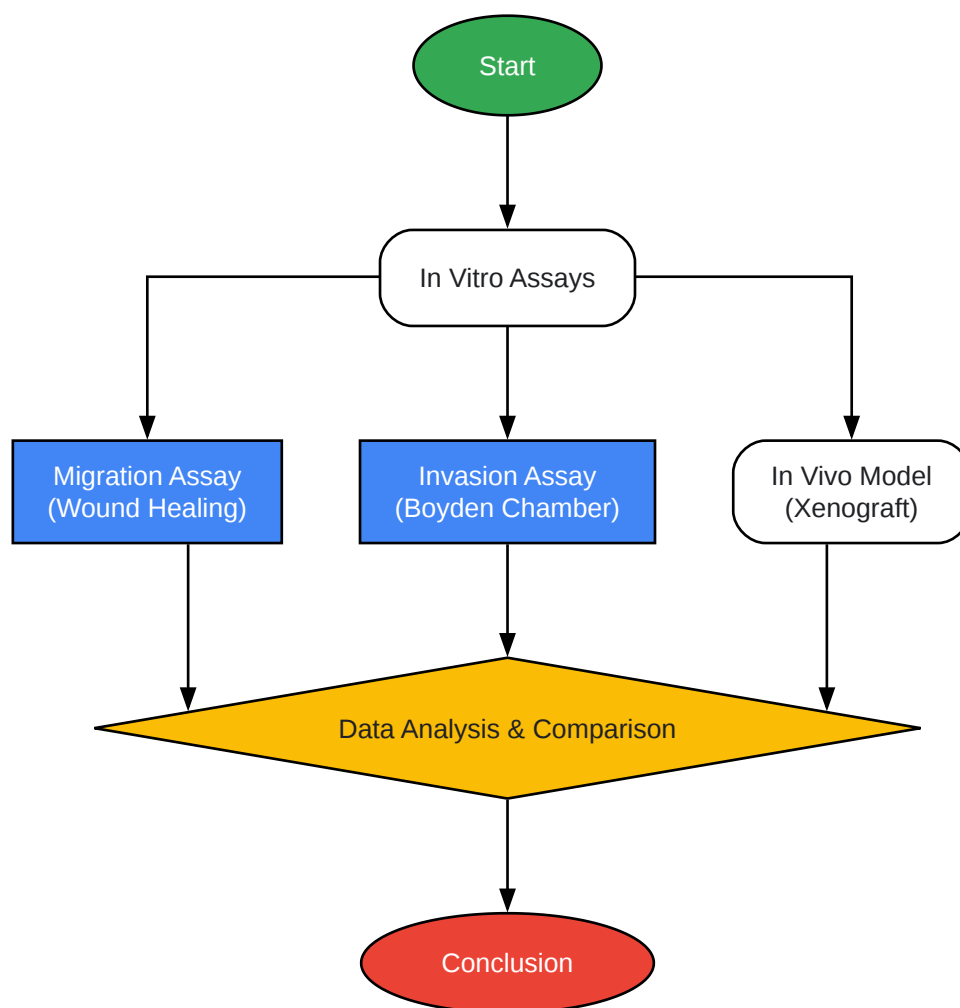 Start
In Vitro Assays
Migration Assay
(Wound Healing)
Invasion Assay
(Boyden Chamber)
In Vivo Model
(Xenograft)
Data Analysis & Comparison
Conclusion